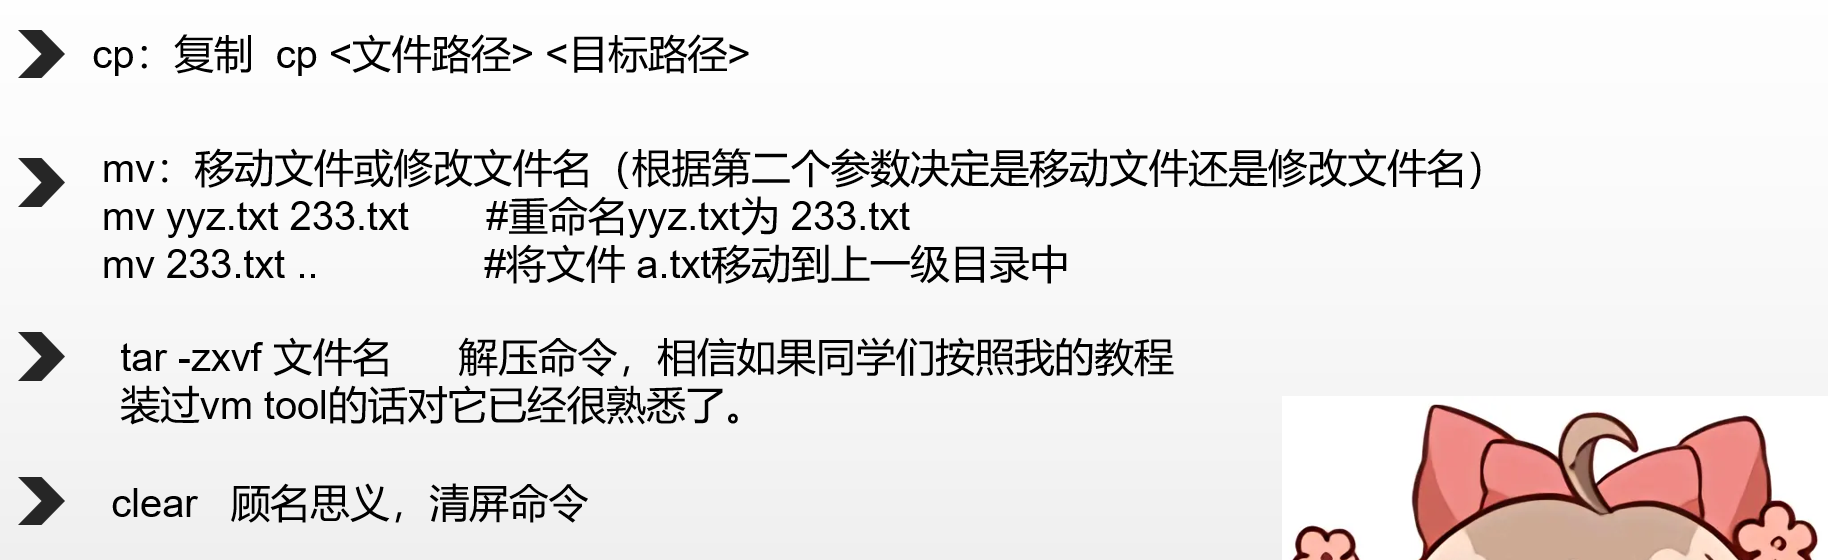 cp：复制  cp <文件路径> <目标路径>
mv：移动文件或修改文件名（根据第二个参数决定是移动文件还是修改文件名）
mv yyz.txt 233.txt       #重命名yyz.txt为 233.txt
mv 233.txt ..               #将文件 a.txt移动到上一级目录中
tar -zxvf 文件名      解压命令，相信如果同学们按照我的教程
装过vm tool的话对它已经很熟悉了。
clear   顾名思义，清屏命令